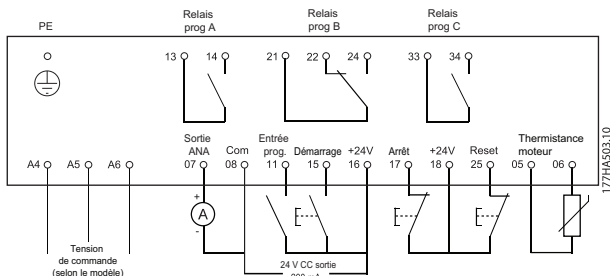 PE
Relais
prog A
Relais
prog B
Relais
prog C
13 14 21 22 24 33 34
A4 A5 A6
Sortie
ANA
07
Com
08
Entrée
prog.
11
Démarrage
15
+24V
16
Arrêt
17
+24V
18
Reset
25
Thermistance
moteur
05 06
177HA503.10
+
A
-
Tension
de commande
(selon le modèle)
24 V CC sortie